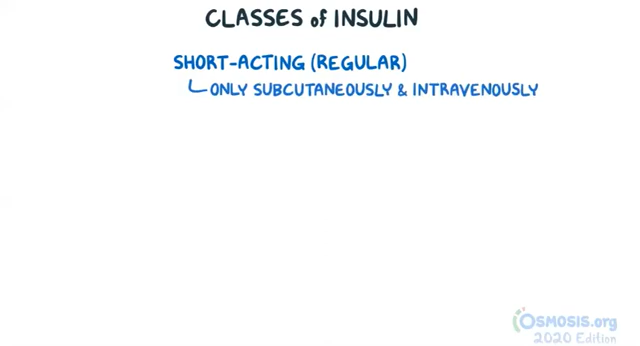 CLASSES of INSULIN
SHORT-ACTING (REGULAR)
ONLY SUBCUTANEOUSLY & INTRAVENOUSLY
OSMOSIS.org
2020 Edition